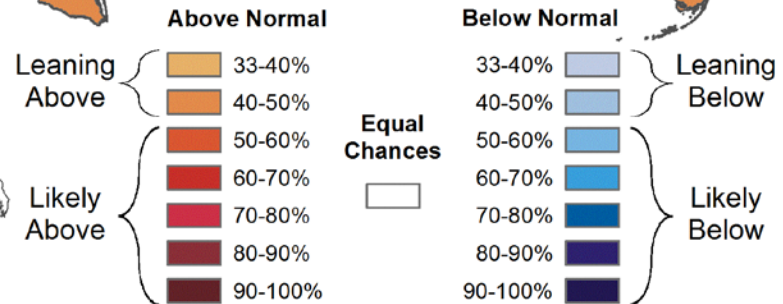 Above Normal
Leaning
Above
33-40%
40-50%
Likely
Above
50-60%
60-70%
70-80%
80-90%
90-100%
Equal
Chances
Below Normal
33-40%
40-50%
Leaning
Below
50-60%
60-70%
70-80%
80-90%
90-100%
Likely
Below